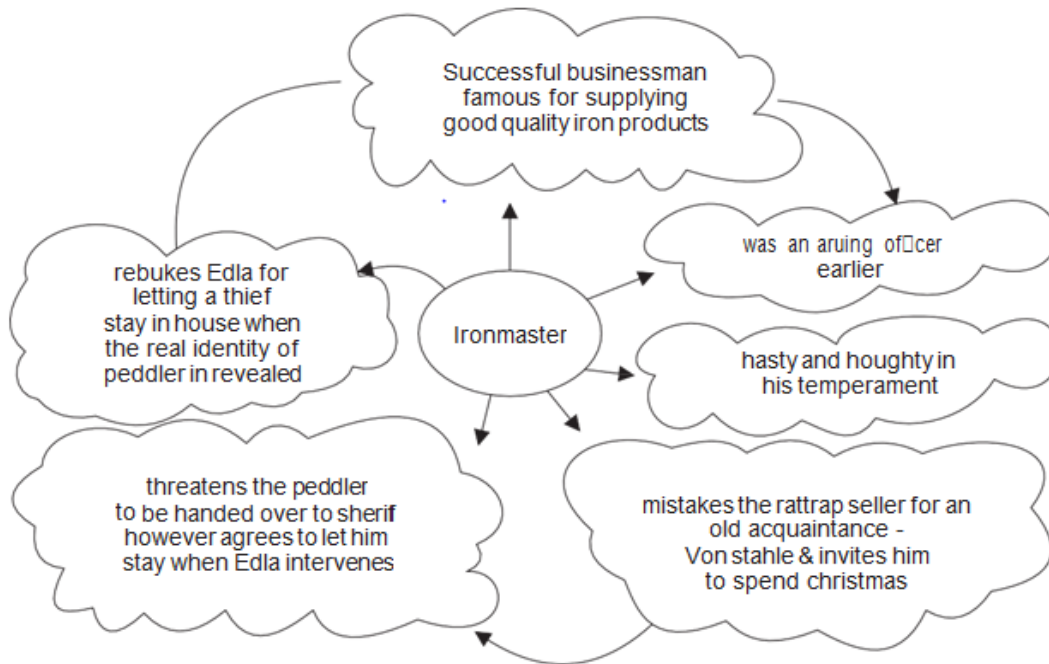 Successful businessman
famous for supplying
good quality iron products
was an aruing of□cer
earlier
rebukes Edla for
letting a thief
stay in house when
the real identity of
peddler in revealed
Ironmaster
hasty and houghty in
his temperament
threatens the peddler
to be handed over to sherif
however agrees to let him
stay when Edla intervenes
mistakes the rattrap seller for an
old acquaintance -
Von stahle & invites him
to spend christmas